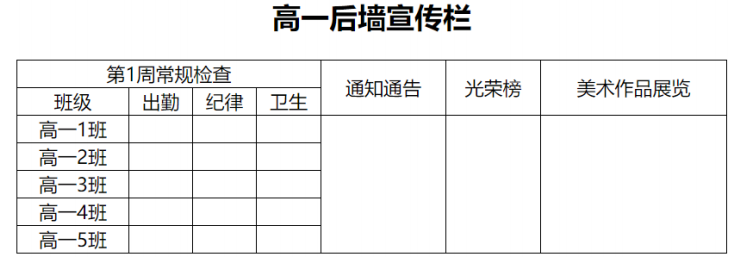 高一后墙宣传栏
第1周常规检查 通知通告 光荣榜 美术作品展览
班级 出勤 纪律 卫生
高一1班
高一2班
高一3班
高一4班
高一5班